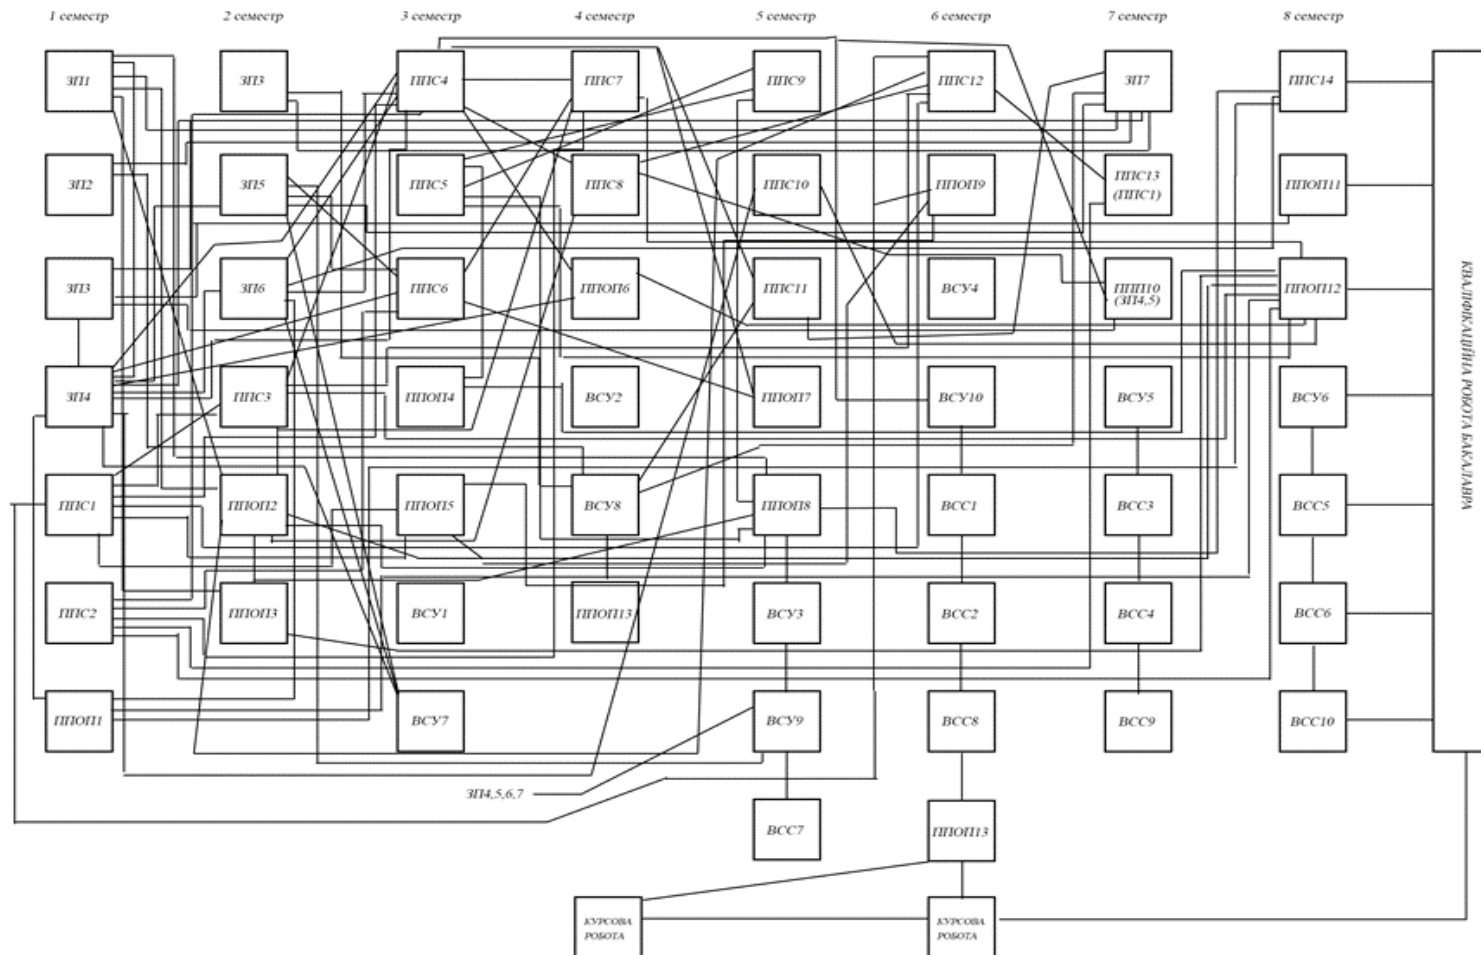 1 семестр
2 семестр
3 семестр
4 семестр
5 семестр
6 семестр
7 семестр
8 семестр
ЗП1
ЗП3
ППС4
ППС7
ППС9
ППС12
ЗП7
ППС14
ЗП2
ЗП5
ППС5
ППС8
ППС10
ППОП9
ППС13
(ППС1)
ППОП11
ЗП3
ЗП6
ППС6
ППОП6
ППС11
ВСУ4
ППП10
(ЗП4,5)
ППОП12
ЗП4
ППС3
ППОП4
ВСУ2
ППОП7
ВСУ10
ВСУ5
ВСУ6
ППС1
ППОП2
ППОП5
ВСУ8
ППОП8
ВСС1
ВСС3
ВСС5
ППС2
ППОП3
ВСУ1
ППОП13
ВСУ3
ВСС2
ВСС4
ВСС6
ППОП1
ВСУ7
ВСУ9
ВСС8
ВСС9
ВСС10
ЗП4,5,6,7
ВСС7
ППОП13
КУРСОВА
РОБОТА
КУРСОВА
РОБОТА
КВАЛІФІКАЦІЙНА РОБОТА БАКАЛАВРА